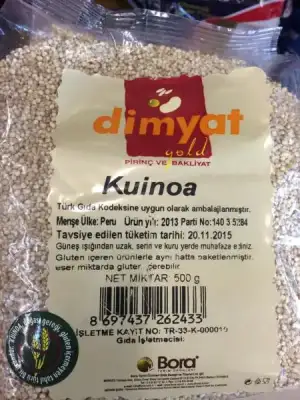 dimyat
gold
PİRİNÇ VE BAKLİYAT
Kuinoa
Türk Gıda Kodeksine uygun olarak ambalajlanmıştır.
Menşe Ülke: Peru Ürün yı'ı: 2013 Parti No:140 3 5284
Tavsiye edilen tüketim tarihi: 20.11.2015
Güneş ışığından uzak, serin ve kuru yerde muhafaza ediniz.
Gluten içeren ürünlerle aynı hatta paketlenmiştir,
eser miktarda gluten içerebilir.
NET MİKTAR: 500 g
8 697437 262433
İŞLETME KAYIT NO: TR-33-K-000019
Gıda İşletmecisi:
Bora